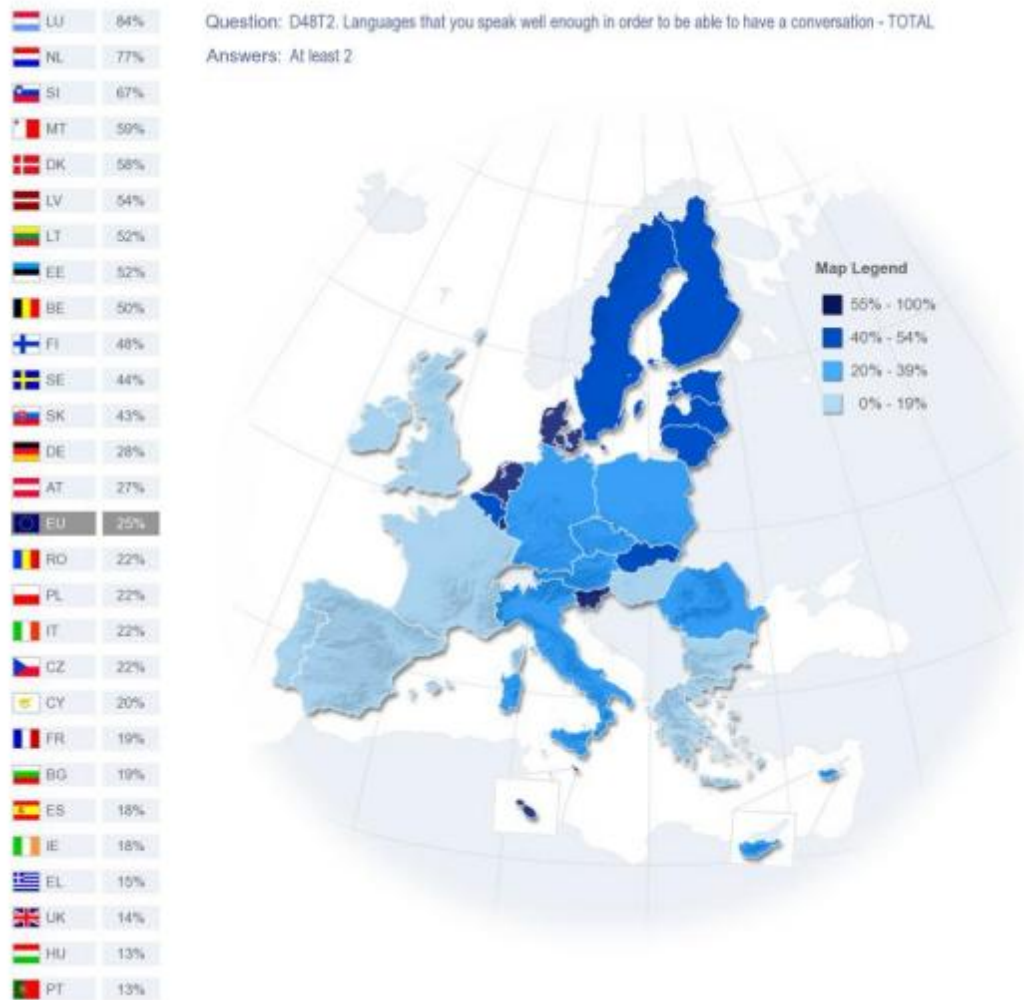 Question: D48T2. Languages that you speak well enough in order to be able to have a conversation - TOTAL
Answers: At least 2
LU 84%
NL 77%
SI 67%
MT 59%
DK 58%
LV 54%
LT 52%
EE 52%
BE 50%
FI 48%
SE 44%
SK 43%
DE 28%
AT 27%
EU 25%
RO 22%
PL 22%
IT 22%
CZ 22%
CY 20%
FR 19%
BG 19%
ES 18%
IE 18%
EL 15%
UK 14%
HU 13%
PT 13%
Map Legend
55% - 100%
40% - 54%
20% - 39%
0% - 19%